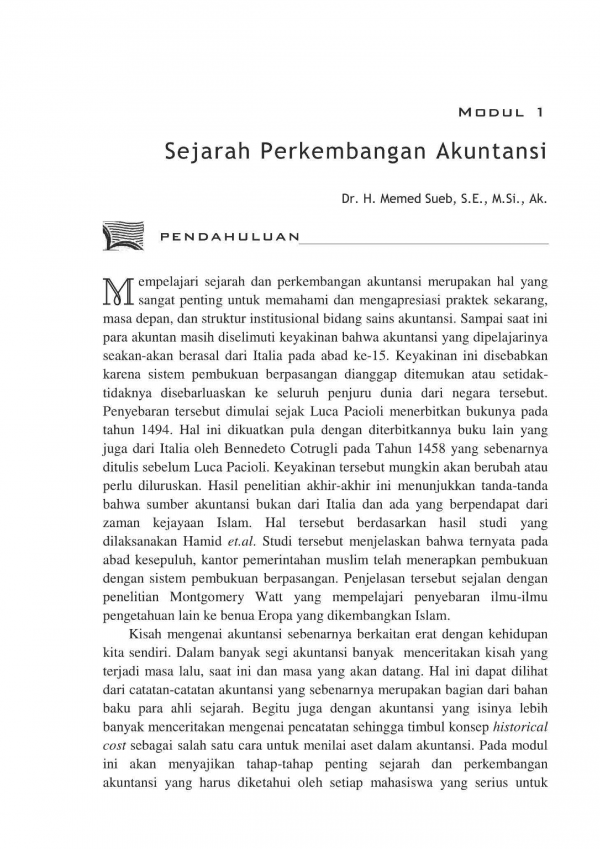 MODUL 1
Sejarah Perkembangan Akuntansi
Dr. H. Memed Sueb, S.E., M.Si., Ak.
PENDAHULUAN
Mempelajari sejarah dan perkembangan akuntansi merupakan hal yang
sangat penting untuk memahami dan mengapresiasi praktek sekarang,
masa depan, dan struktur institusional bidang sains akuntansi. Sampai saat ini
para akuntan masih diselimuti keyakinan bahwa akuntansi yang dipelajarinya
seakan-akan berasal dari Italia pada abad ke-15. Keyakinan ini disebabkan
karena sistem pembukuan berpasangan dianggap ditemukan atau setidak-
tidaknya disebarluaskan ke seluruh penjuru dunia dari negara tersebut.
Penyebaran tersebut dimulai sejak Luca Pacioli menerbitkan bukunya pada
tahun 1494. Hal ini dikuatkan pula dengan diterbitkannya buku lain yang
juga dari Italia oleh Bennedeto Cotrugli pada Tahun 1458 yang sebenarnya
ditulis sebelum Luca Pacioli. Keyakinan tersebut mungkin akan berubah atau
perlu diluruskan. Hasil penelitian akhir-akhir ini menunjukkan tanda-tanda
bahwa sumber akuntansi bukan dari Italia dan ada yang berpendapat dari
zaman kejayaan Islam. Hal tersebut berdasarkan hasil studi yang
dilaksanakan Hamid et.al. Studi tersebut menjelaskan bahwa ternyata pada
abad kesepuluh, kantor pemerintahan muslim telah menerapkan pembukuan
dengan sistem pembukuan berpasangan. Penjelasan tersebut sejalan dengan
penelitian Montgomery Watt yang mempelajari penyebaran ilmu-ilmu
pengetahuan lain ke benua Eropa yang dikembangkan Islam.
Kisah mengenai akuntansi sebenarnya berkaitan erat dengan kehidupan
kita sendiri. Dalam banyak segi akuntansi banyak menceritakan kisah yang
terjadi masa lalu, saat ini dan masa yang akan datang. Hal ini dapat dilihat
dari catatan-catatan akuntansi yang sebenarnya merupakan bagian dari bahan
baku para ahli sejarah. Begitu juga dengan akuntansi yang isinya lebih
banyak menceritakan mengenai pencatatan sehingga timbul konsep historical
cost sebagai salah satu cara untuk menilai aset dalam akuntansi. Pada modul
ini akan menyajikan tahap-tahap penting sejarah dan perkembangan
akuntansi yang harus diketahui oleh setiap mahasiswa yang serius untuk